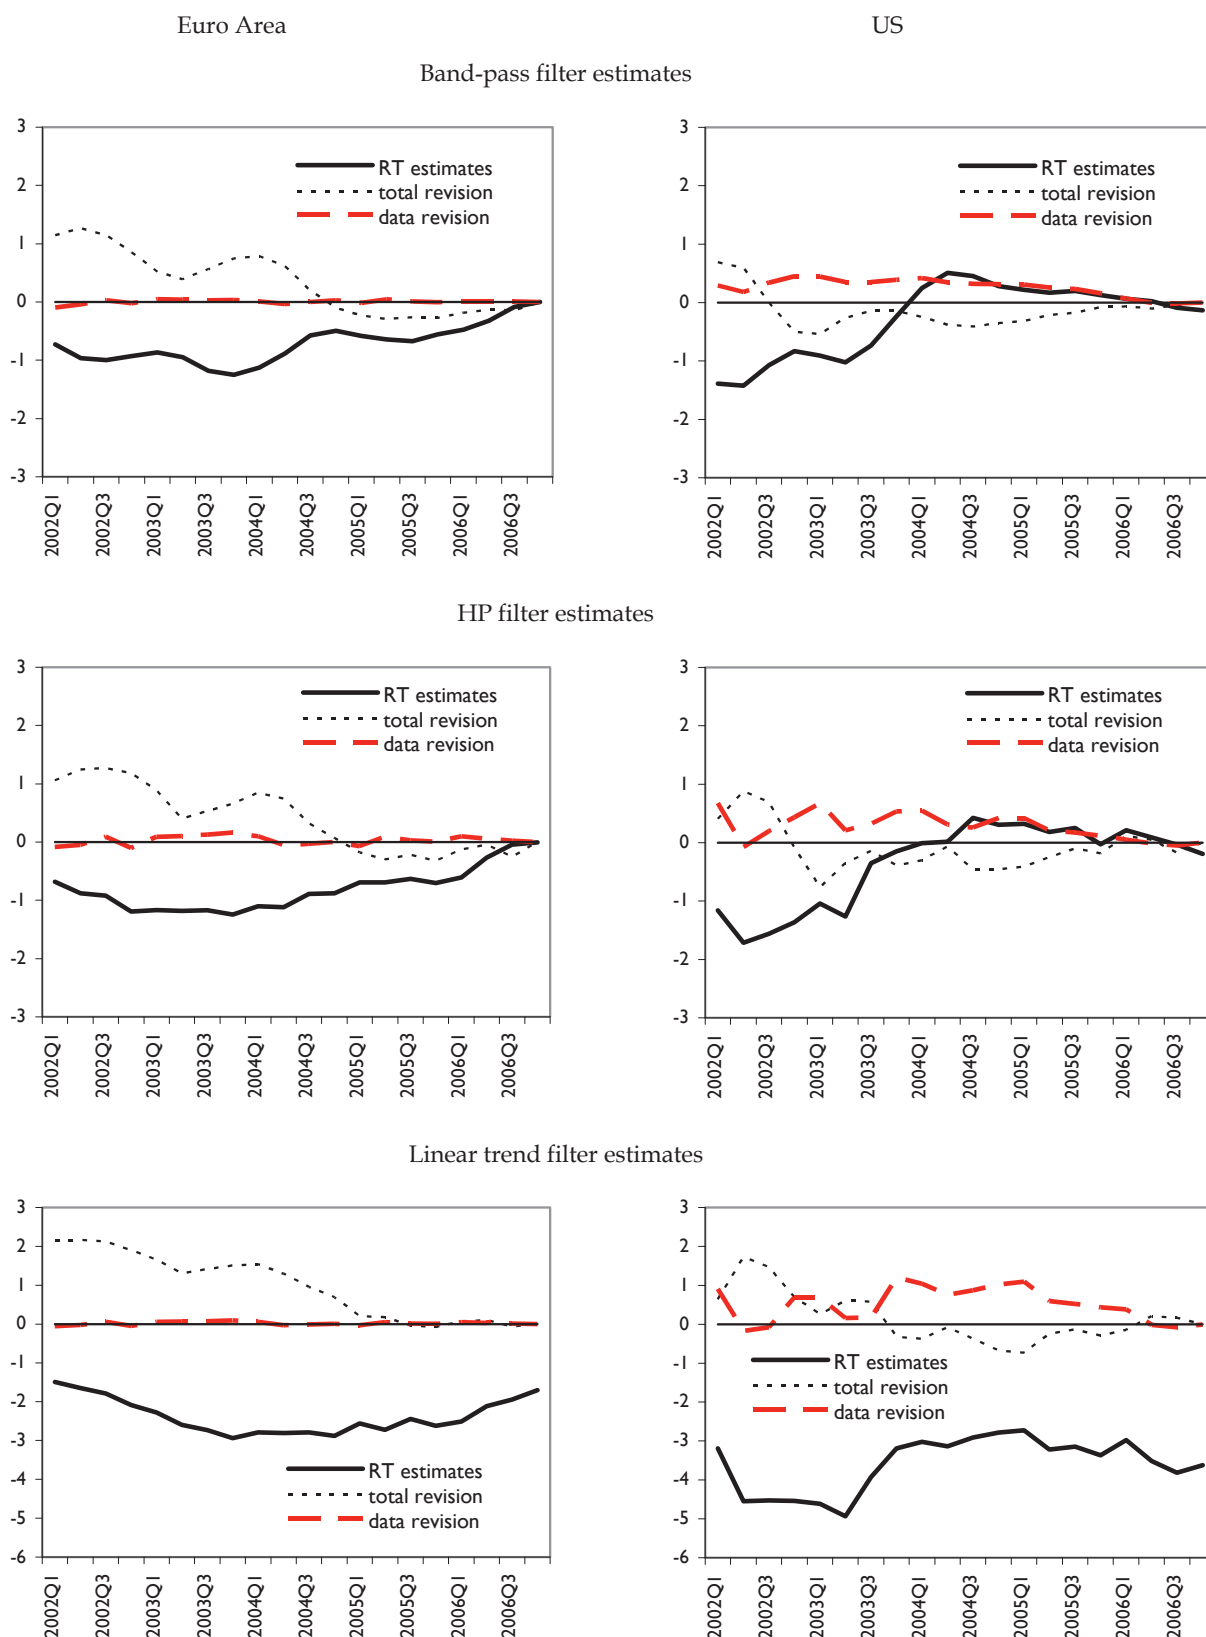 Euro Area US
Band-pass filter estimates
3
2
1
0
-1
-2
-3
RT estimates
total revision
data revision
2002Q1 2002Q3 2003Q1 2003Q3 2004Q1 2004Q3 2005Q1 2005Q3 2006Q1 2006Q3
3
2
1
0
-1
-2
-3
RT estimates
total revision
data revision
2002Q1 2002Q3 2003Q1 2003Q3 2004Q1 2004Q3 2005Q1 2005Q3 2006Q1 2006Q3
HP filter estimates
3
2
1
0
-1
-2
-3
RT estimates
total revision
data revision
2002Q1 2002Q3 2003Q1 2003Q3 2004Q1 2004Q3 2005Q1 2005Q3 2006Q1 2006Q3
3
2
1
0
-1
-2
-3
RT estimates
total revision
data revision
2002Q1 2002Q3 2003Q1 2003Q3 2004Q1 2004Q3 2005Q1 2005Q3 2006Q1 2006Q3
Linear trend filter estimates
3
2
1
0
-1
-2
-3
-4
-5
-6
RT estimates
total revision
data revision
2002Q1 2002Q3 2003Q1 2003Q3 2004Q1 2004Q3 2005Q1 2005Q3 2006Q1 2006Q3
3
2
1
0
-1
-2
-3
-4
-5
-6
RT estimates
total revision
data revision
2002Q1 2002Q3 2003Q1 2003Q3 2004Q1 2004Q3 2005Q1 2005Q3 2006Q1 2006Q3